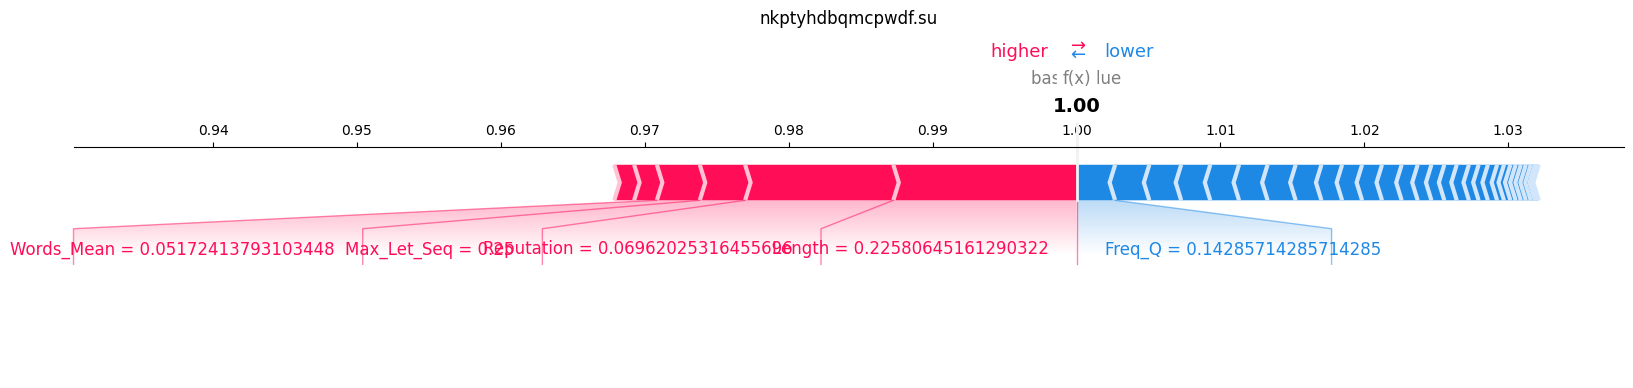 nkptyhdbqmcpwdf.su
higher ⇄ lower
bas f(x) lue
1.00
0.94 0.95 0.96 0.97 0.98 0.99 1.00 1.01 1.02 1.03
Words_Mean = 0.05172413793103448 Max_Let_Seq = 0.25 Reputation = 0.06962025316455696 Length = 0.22580645161290322 Freq_Q = 0.14285714285714285